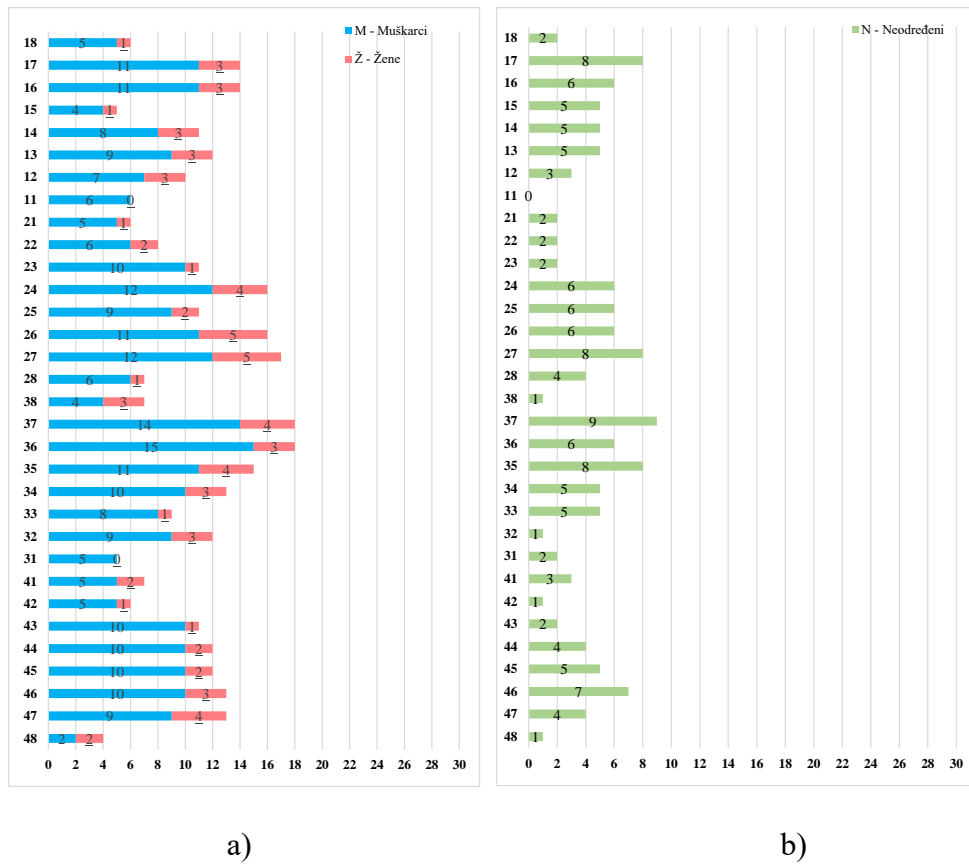 M - Muškarci
Ž - Žene
18 5 1
17 11 3
16 11 3
15 4 1
14 8 3
13 9 3
12 7 3
11 6 0
21 5 1
22 6 2
23 10 1
24 12 4
25 9 2
26 11 5
27 12 5
28 6 1
38 4 3
37 14 4
36 15 3
35 11 4
34 10 3
33 8 1
32 9 3
31 5 0
41 5 2
42 5 1
43 10 1
44 10 2
45 10 2
46 10 3
47 9 4
48 2 2
0 2 4 6 8 10 12 14 16 18 20 22 24 26 28 30
a)
N - Neodređeni
18 2
17 8
16 6
15 5
14 5
13 5
12 3
11 0
21 2
22 2
23 2
24 6
25 6
26 6
27 8
28 4
38 1
37 9
36 6
35 8
34 5
33 5
32 1
31 2
41 3
42 1
43 2
44 4
45 5
46 7
47 4
48 1
0 2 4 6 8 10 12 14 16 18 20 22 24 26 28 30
b)